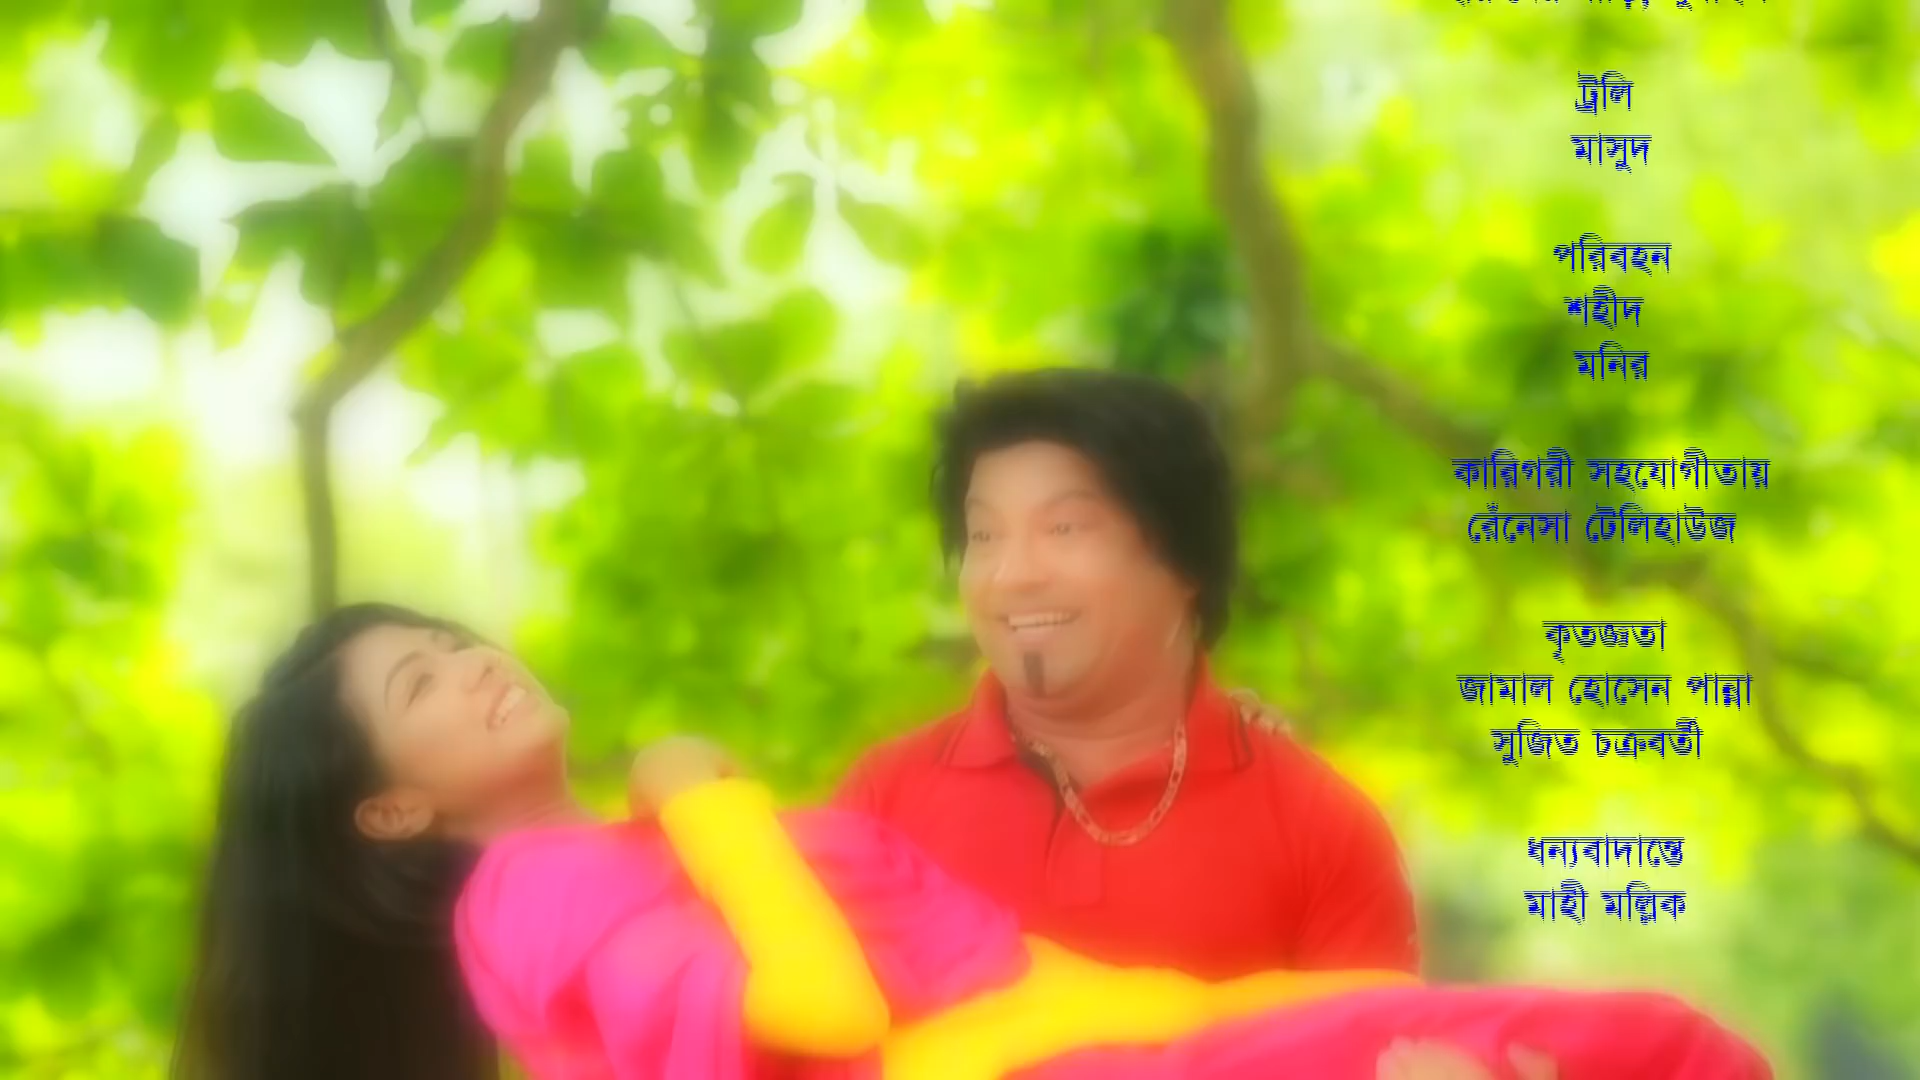 ট্রলি
মাসুদ
পরিবহন
শহীদ
মনির
কারিগরী সহযোগীতায়
রেঁনেসা টেলিহাউজ
কৃতজ্ঞতা
জামাল হোসেন পান্না
সুজিত চক্রবর্তী
ধন্যবাদান্তে
মাহী মল্লিক